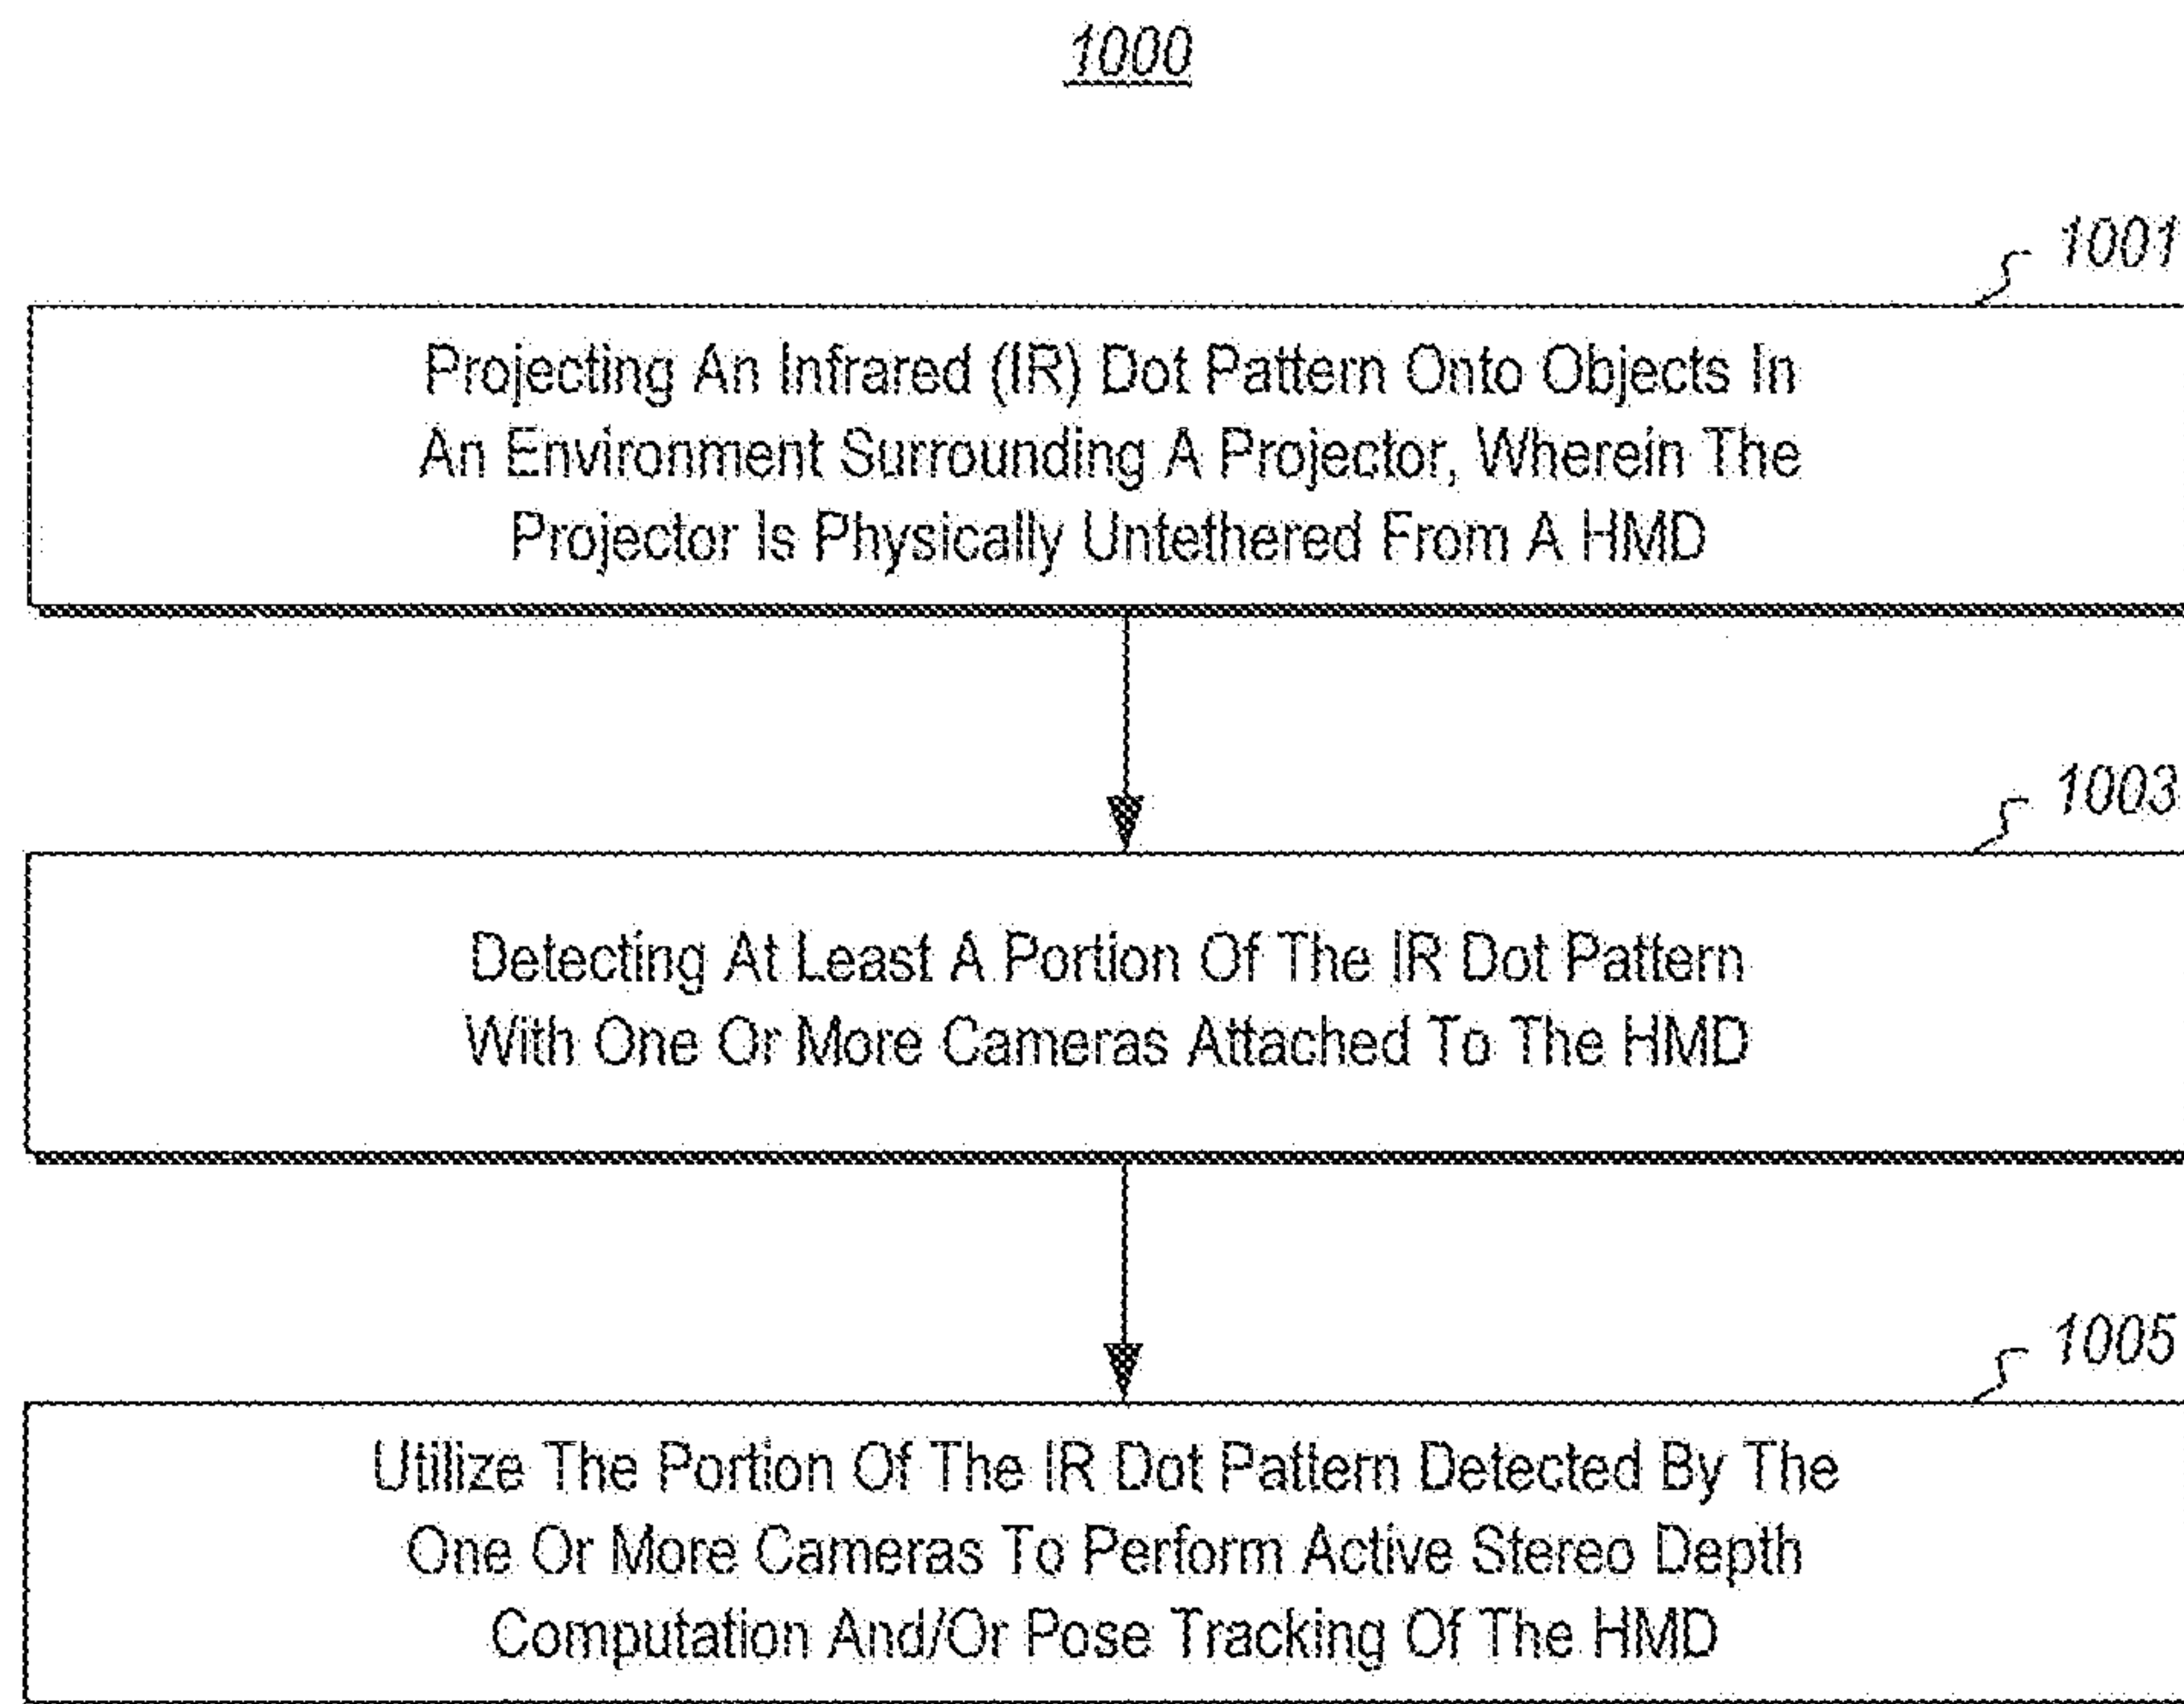 1000
1001
Projecting An Infrared (IR) Dot Pattern Onto Objects In
An Environment Surrounding A Projector, Wherein The
Projector Is Physically Untethered From A HMD
1003
Detecting At Least A Portion Of The IR Dot Pattern
With One Or More Cameras Attached To The HMD
1005
Utilize The Portion Of The IR Dot Pattern Detected By The
One Or More Cameras To Perform Active Stereo Depth
Computation And/Or Pose Tracking Of The HMD